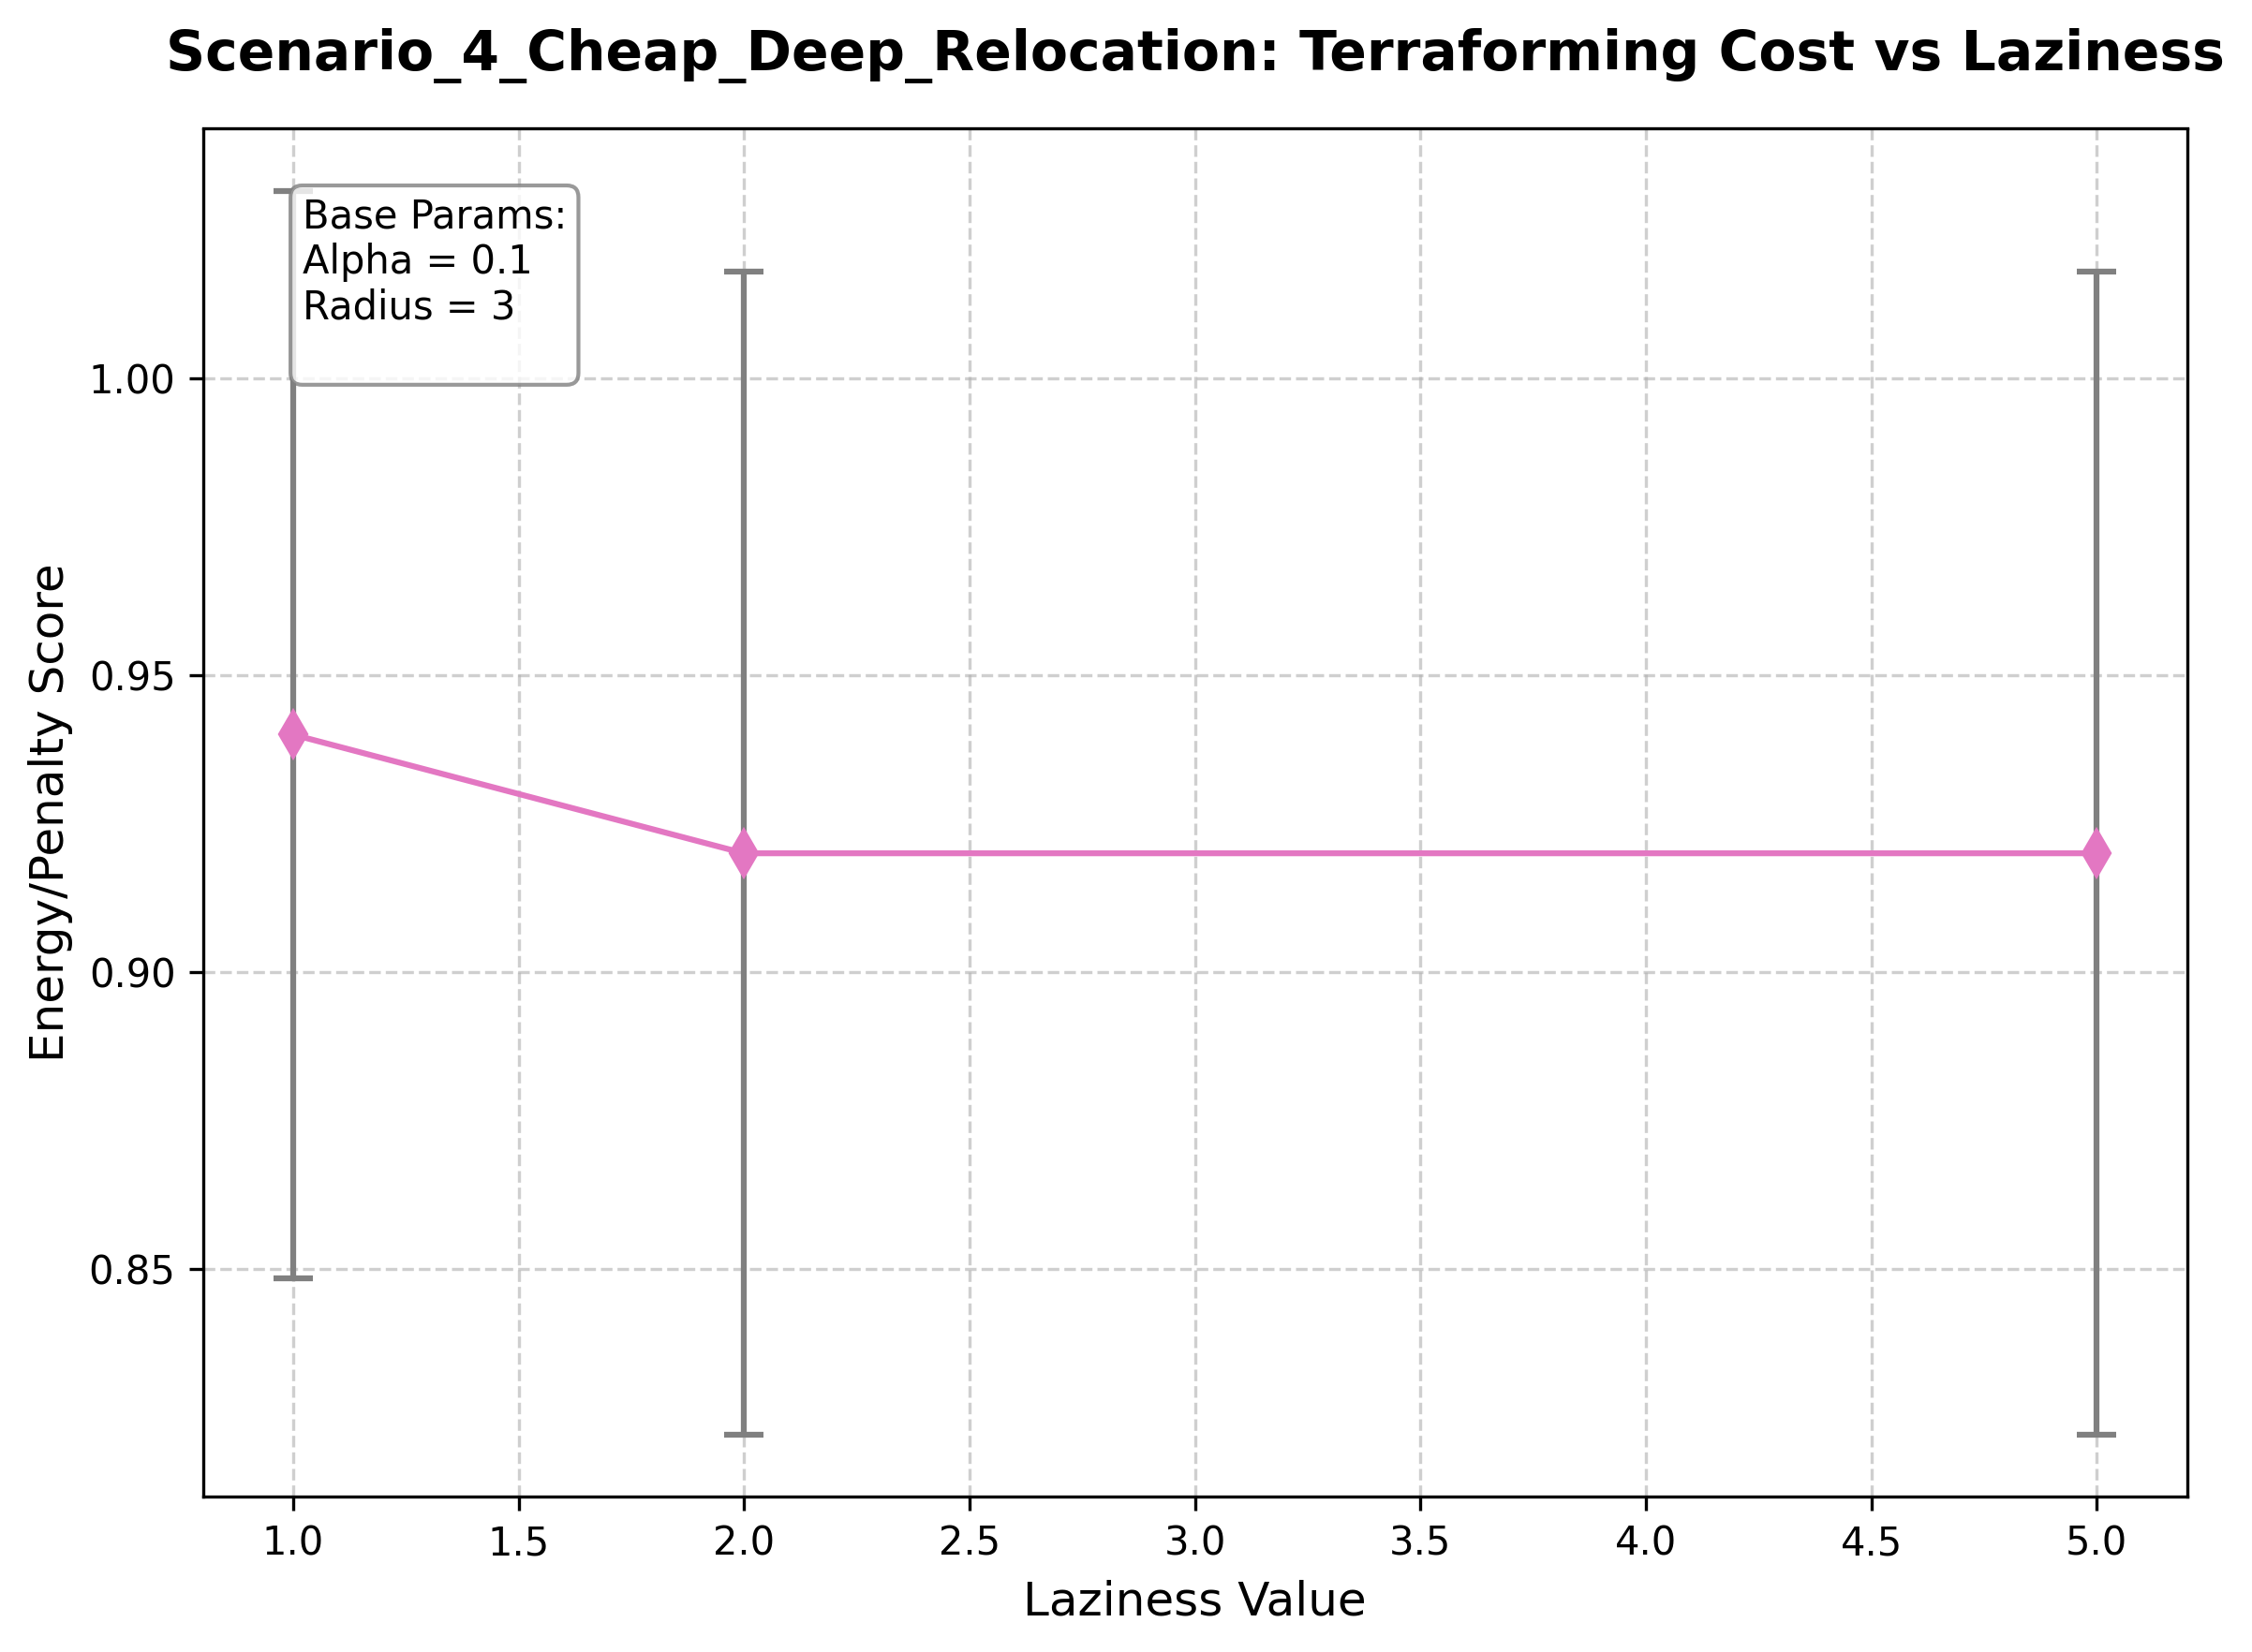 Scenario_4_Cheap_Deep_Relocation: Terraforming Cost vs Laziness
Base Params:
Alpha = 0.1
Radius = 3
1.00
0.95
0.90
0.85
Energy/Penalty Score
1.0 1.5 2.0 2.5 3.0 3.5 4.0 4.5 5.0
Laziness Value